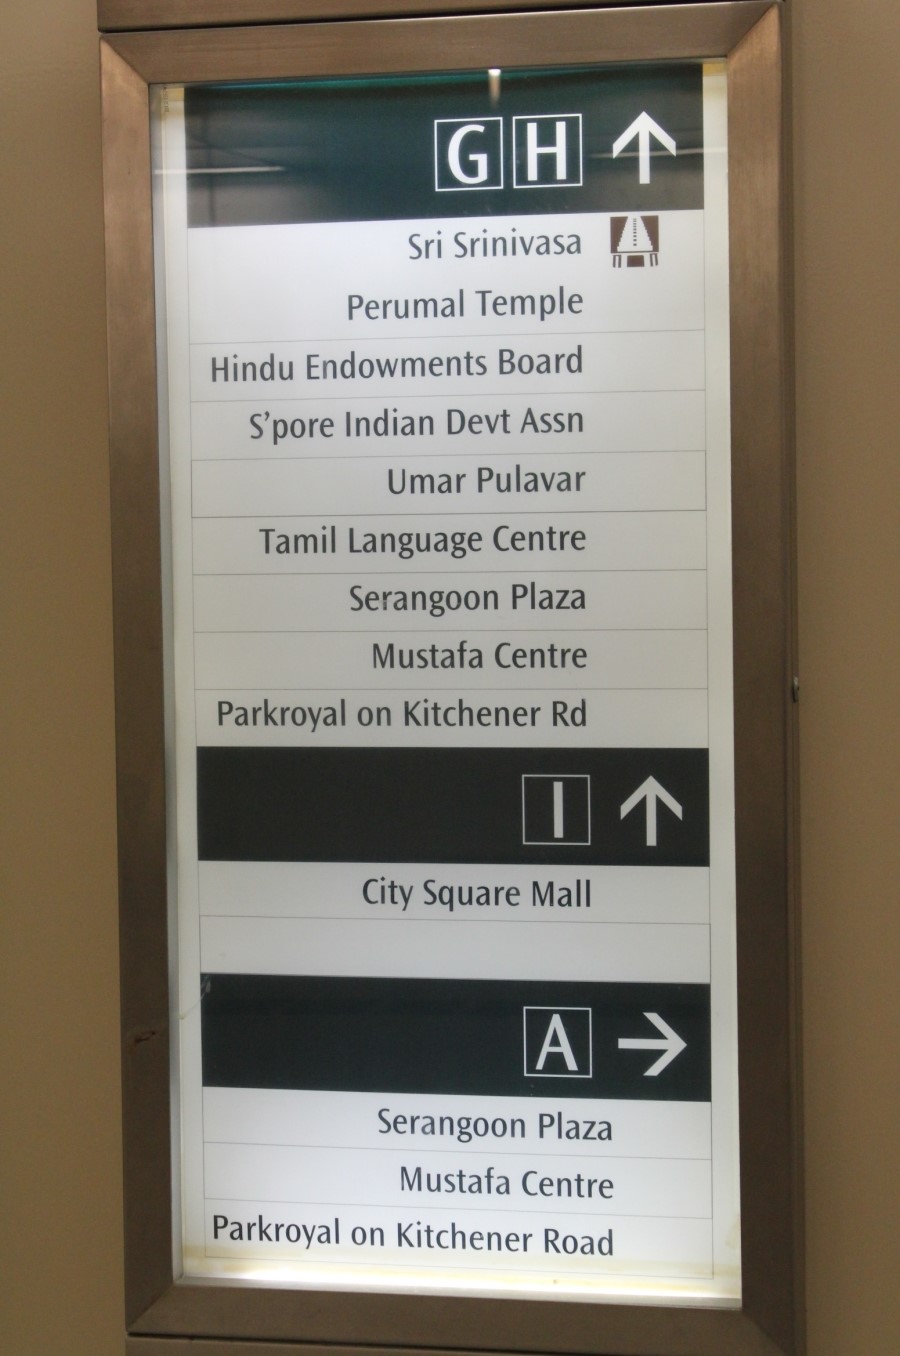 G H ↑
Sri Srinivasa
Perumal Temple
Hindu Endowments Board
S'pore Indian Devt Assn
Umar Pulavar
Tamil Language Centre
Serangoon Plaza
Mustafa Centre
Parkroyal on Kitchener Rd
I ↑
City Square Mall
A →
Serangoon Plaza
Mustafa Centre
Parkroyal on Kitchener Road